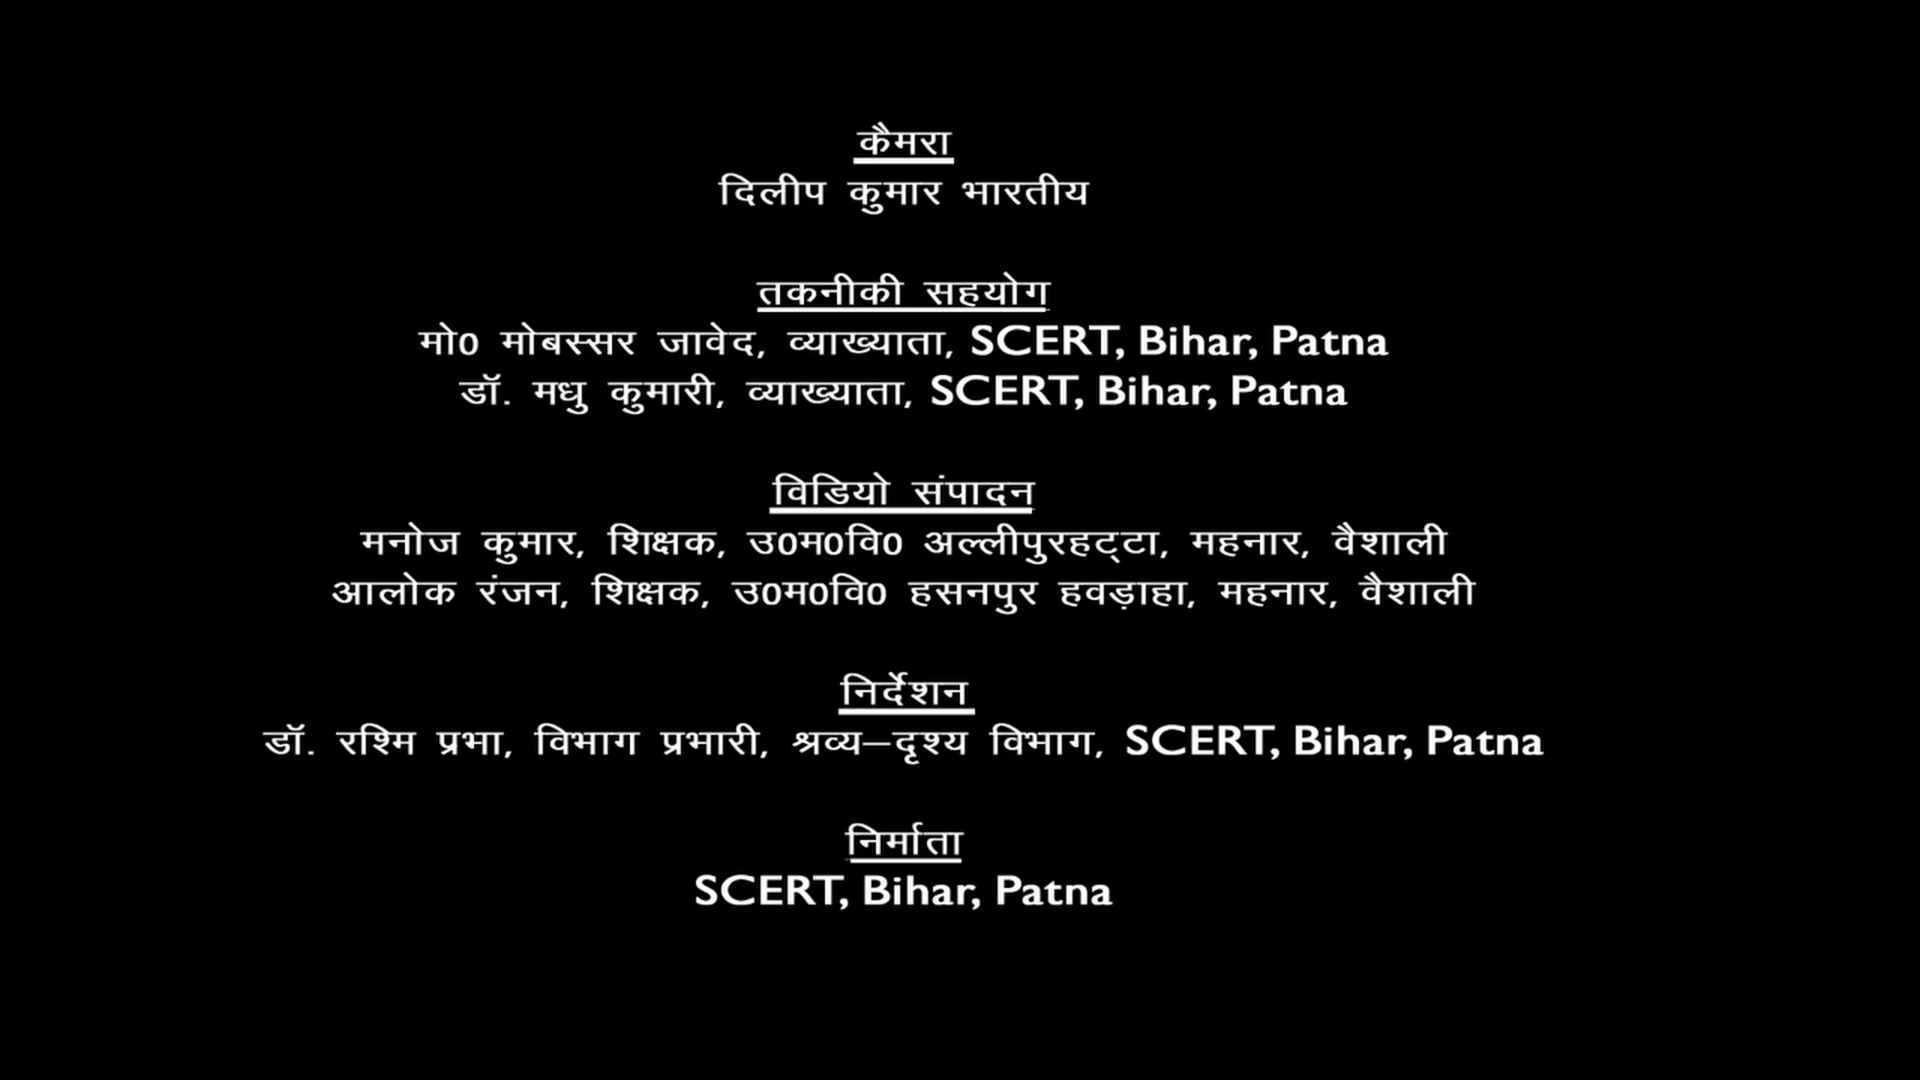 कैमरा
दिलीप कुमार भारतीय
तकनीकी सहयोग
मो0 मोबस्सर जावेद, व्याख्याता, SCERT, Bihar, Patna
डॉ. मधु कुमारी, व्याख्याता, SCERT, Bihar, Patna
विडियो संपादन
मनोज कुमार, शिक्षक, उ0म0वि0 अल्लीपुरहट्टा, महनार, वैशाली
आलोक रंजन, शिक्षक, उ0म0वि0 हसनपुर हवड़ाहा, महनार, वैशाली
निर्देशन
डॉ. रश्मि प्रभा, विभाग प्रभारी, श्रव्य–दृश्य विभाग, SCERT, Bihar, Patna
निर्माता
SCERT, Bihar, Patna